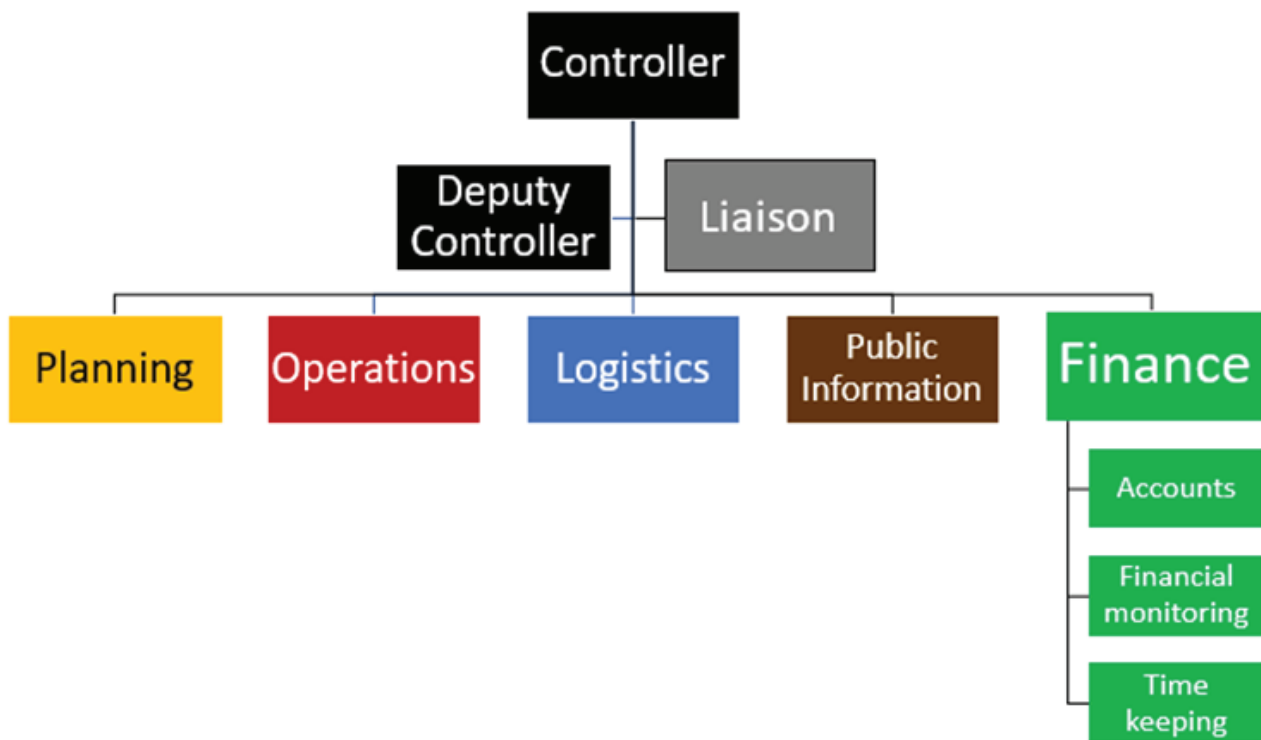 Controller
Deputy
Controller
Liaison
Planning
Operations
Logistics
Public
Information
Finance
Accounts
Financial
monitoring
Time
keeping